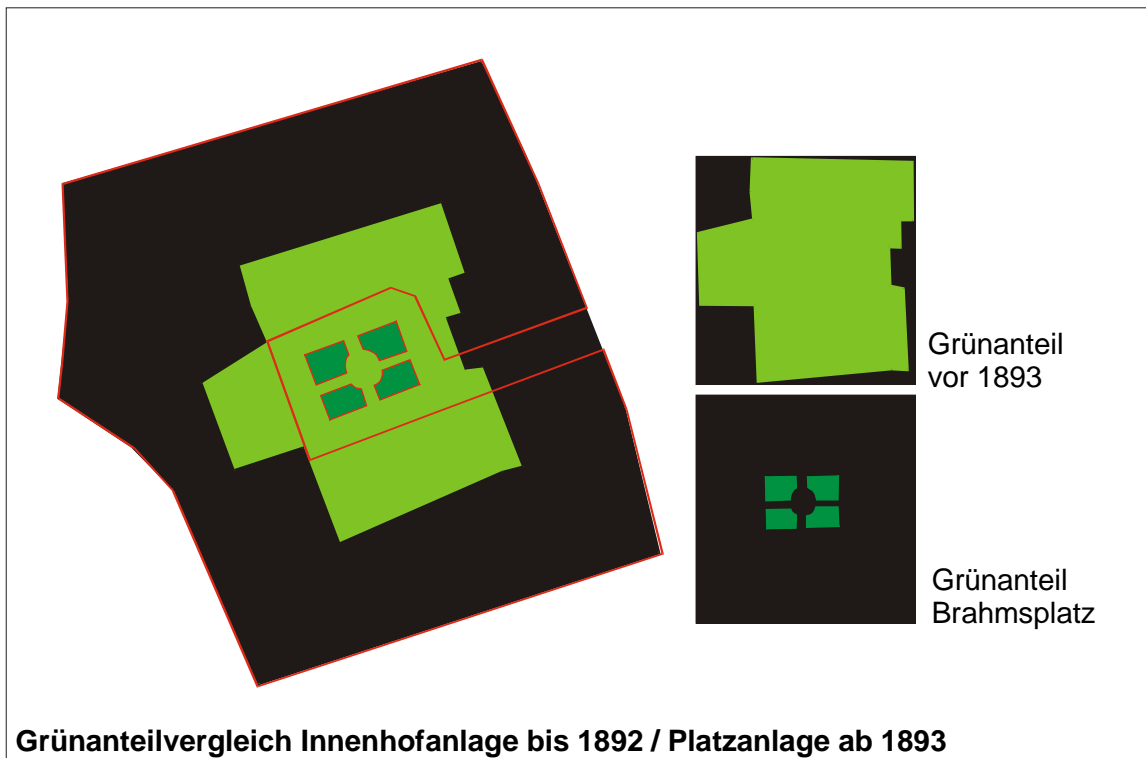 Grünanteil
vor 1893
Grünanteil
Brahmsplatz
Grünanteilvergleich Innenhofanlage bis 1892 / Platzanlage ab 1893